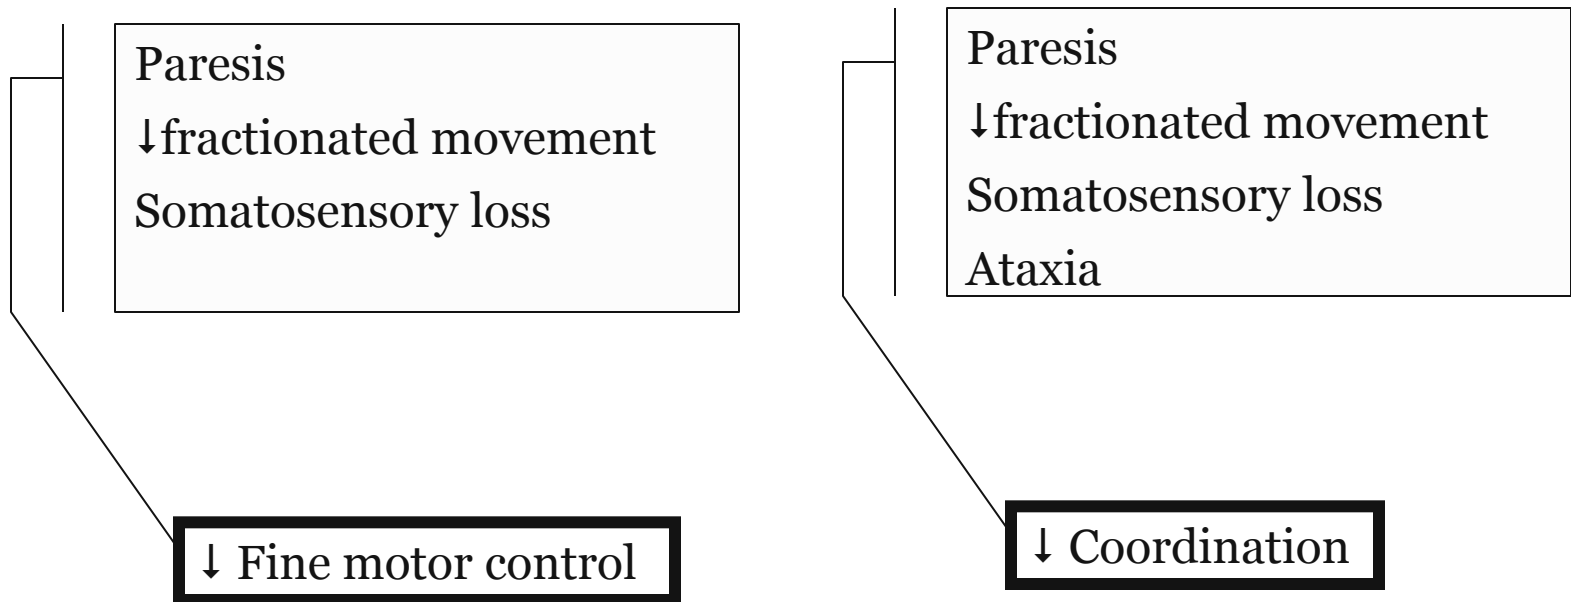 Paresis
↓fractionated movement
Somatosensory loss
↓ Fine motor control
Paresis
↓fractionated movement
Somatosensory loss
Ataxia
↓ Coordination